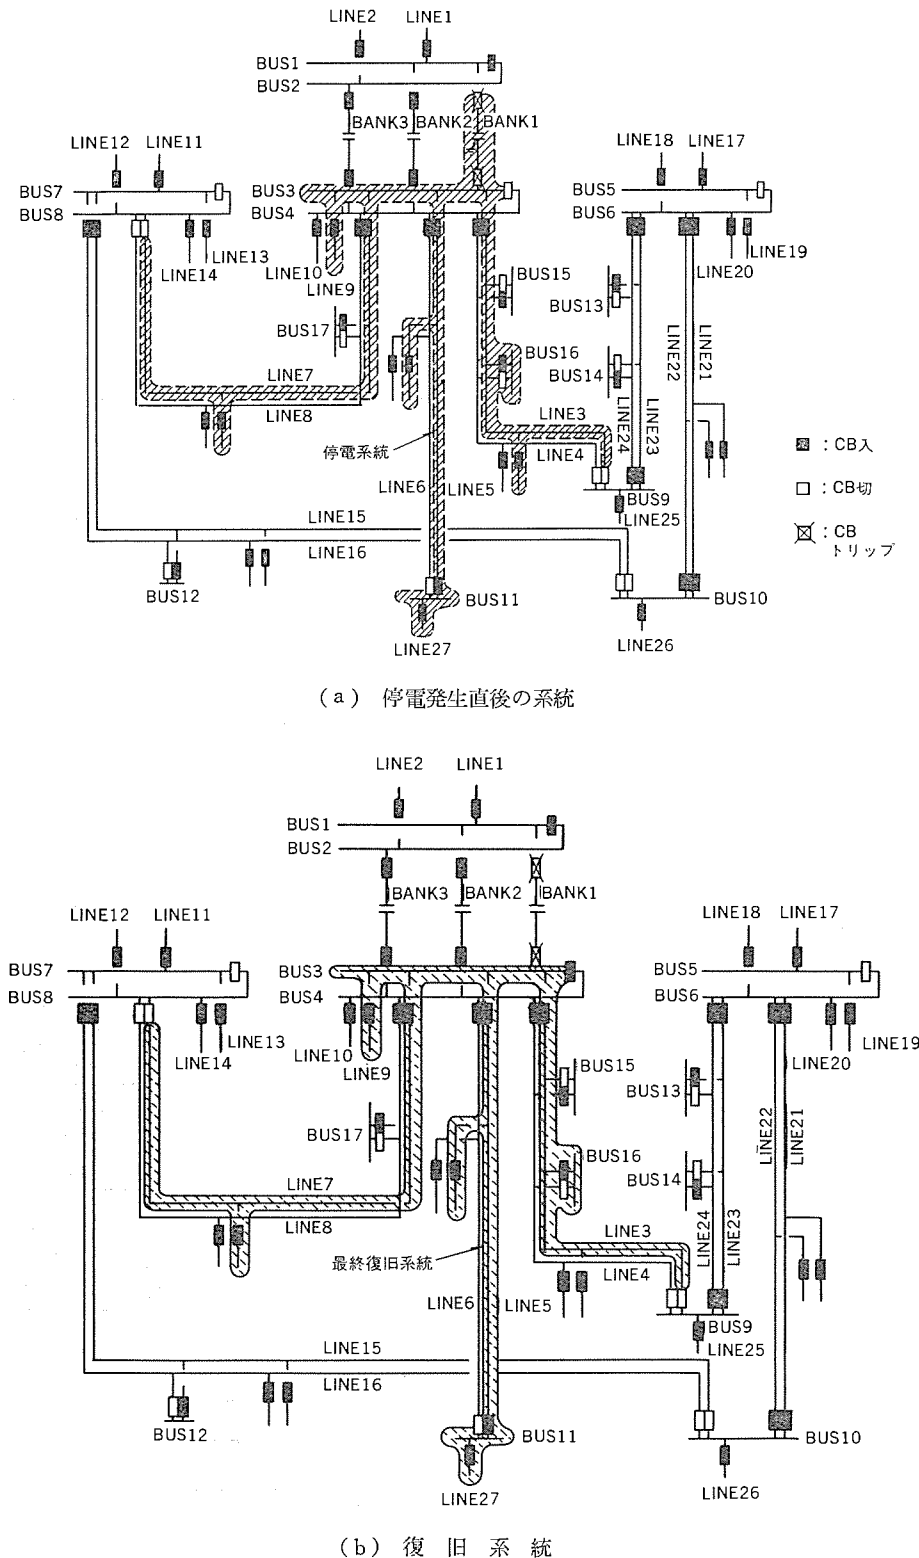 LINE2 LINE1
BUS1
BUS2
BANK3 BANK2 BANK1
LINE12 LINE11
LINE18 LINE17
BUS7
BUS8
BUS3
BUS4
BUS5
BUS6
LINE14 LINE13
LINE10
LINE9
LINE20 LINE19
BUS15
BUS13
BUS17
BUS16
BUS14
LINE22 LINE21
LINE24 LINE23
LINE7
LINE8
LINE3
LINE4
停電系統
LINE6 LINE5
BUS9
LINE25
LINE15
LINE16
BUS12
BUS11
BUS10
LINE27
LINE26
:CB入
:CB切
:CB
トリップ
(a) 停電発生直後の系統
LINE2 LINE1
BUS1
BUS2
BANK3 BANK2 BANK1
LINE12 LINE11
LINE18 LINE17
BUS7
BUS8
BUS3
BUS4
BUS5
BUS6
LINE14 LINE13
LINE10
LINE9
LINE20 LINE19
BUS15
BUS13
BUS17
BUS16
BUS14
LINE22 LINE21
LINE24 LINE23
LINE7
LINE8
LINE3
LINE4
最終復旧系統
LINE6 LINE5
BUS9
LINE25
LINE15
LINE16
BUS12
BUS11
BUS10
LINE27
LINE26
(b) 復旧系統